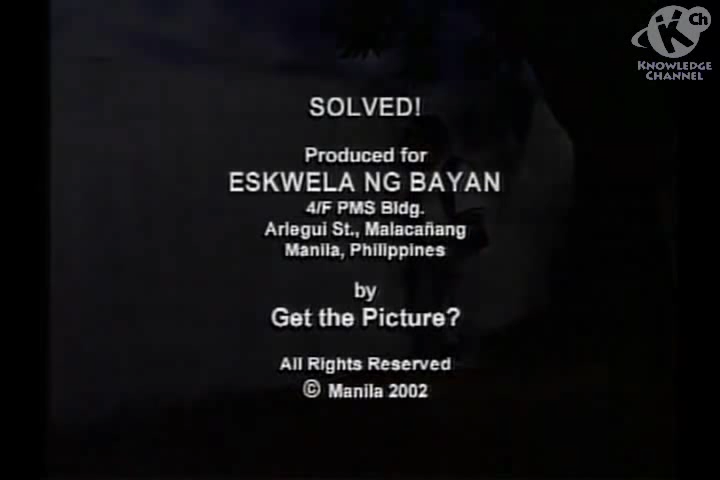 Ch
K
KNOWLEDGE
CHANNEL
SOLVED!
Produced for
ESKWELA NG BAYAN
4/F PMS Bldg.
Arlegui St., Malacañang
Manila, Philippines
by
Get the Picture?
All Rights Reserved
© Manila 2002